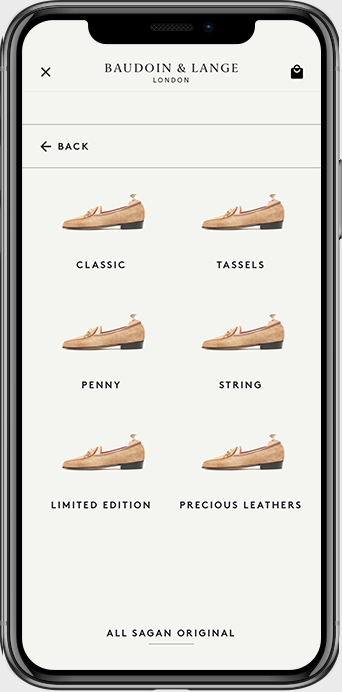 BAUDOIN & LANGE
LONDON
BACK
CLASSIC
TASSELS
PENNY
STRING
LIMITED EDITION
PRECIOUS LEATHERS
ALL SAGAN ORIGINAL